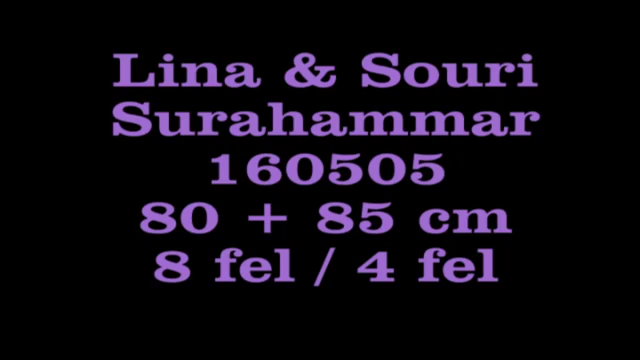 Lina & Souri
Surahammar
160505
80 + 85 cm
8 fel / 4 fel